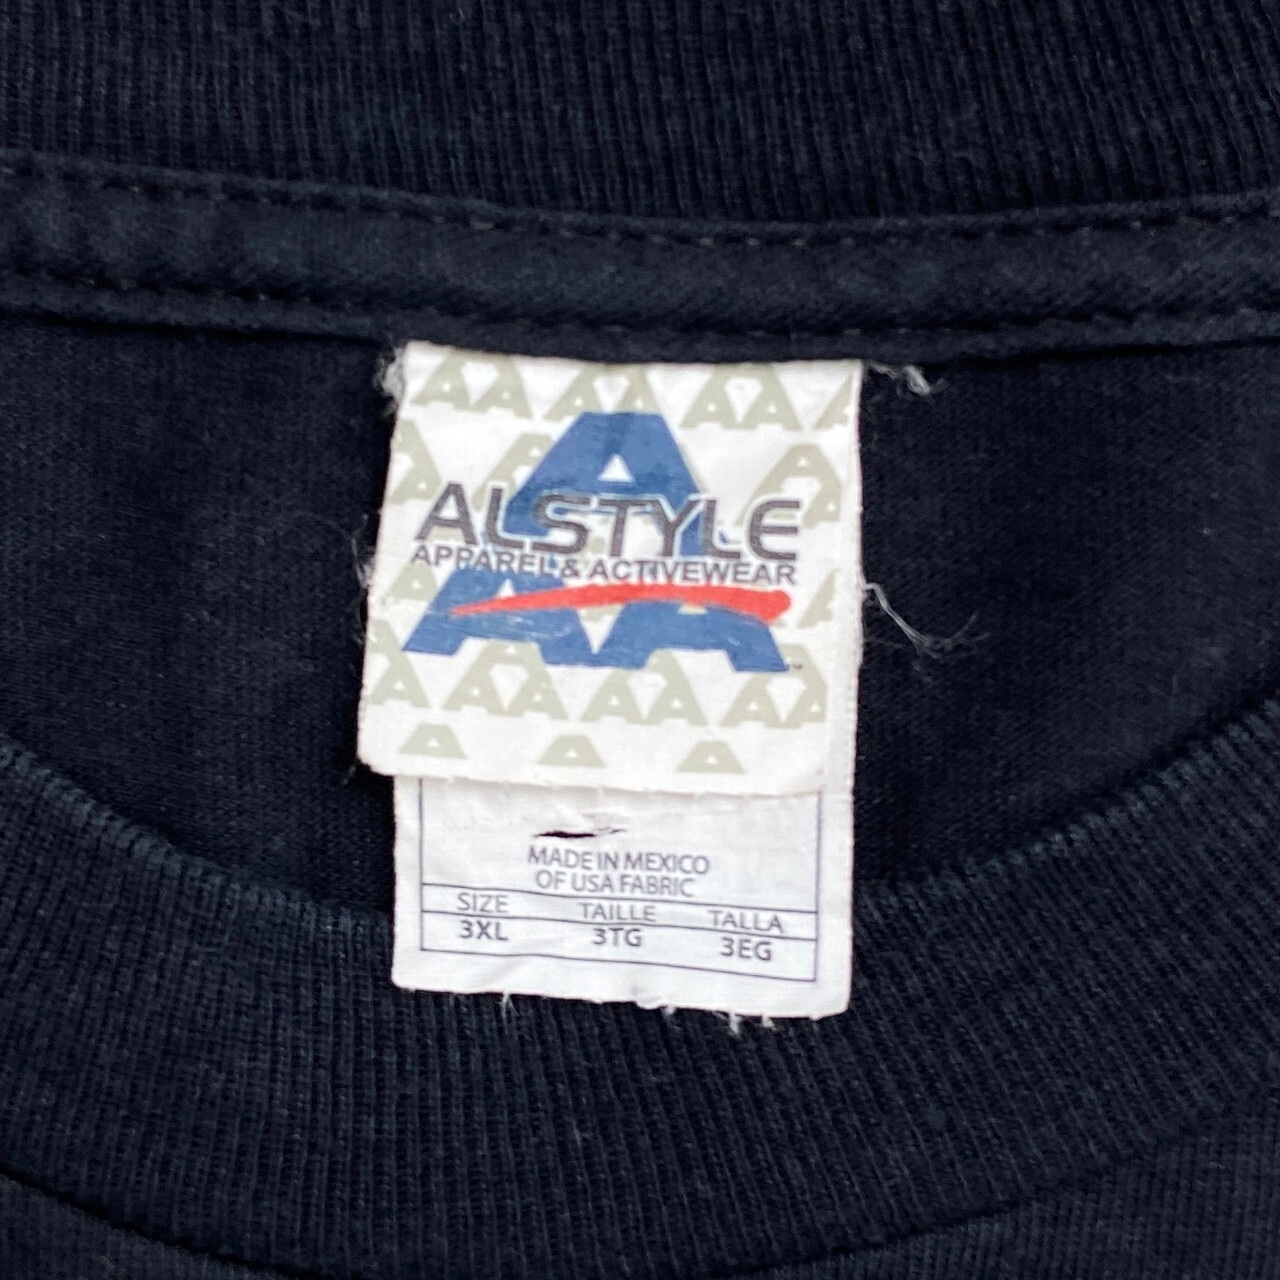 ALSTYLE
APPAREL & ACTIVEWEAR
MADE IN MEXICO
OF USA FABRIC
SIZE TAILLE TALLA
3XL 3TG 3EG